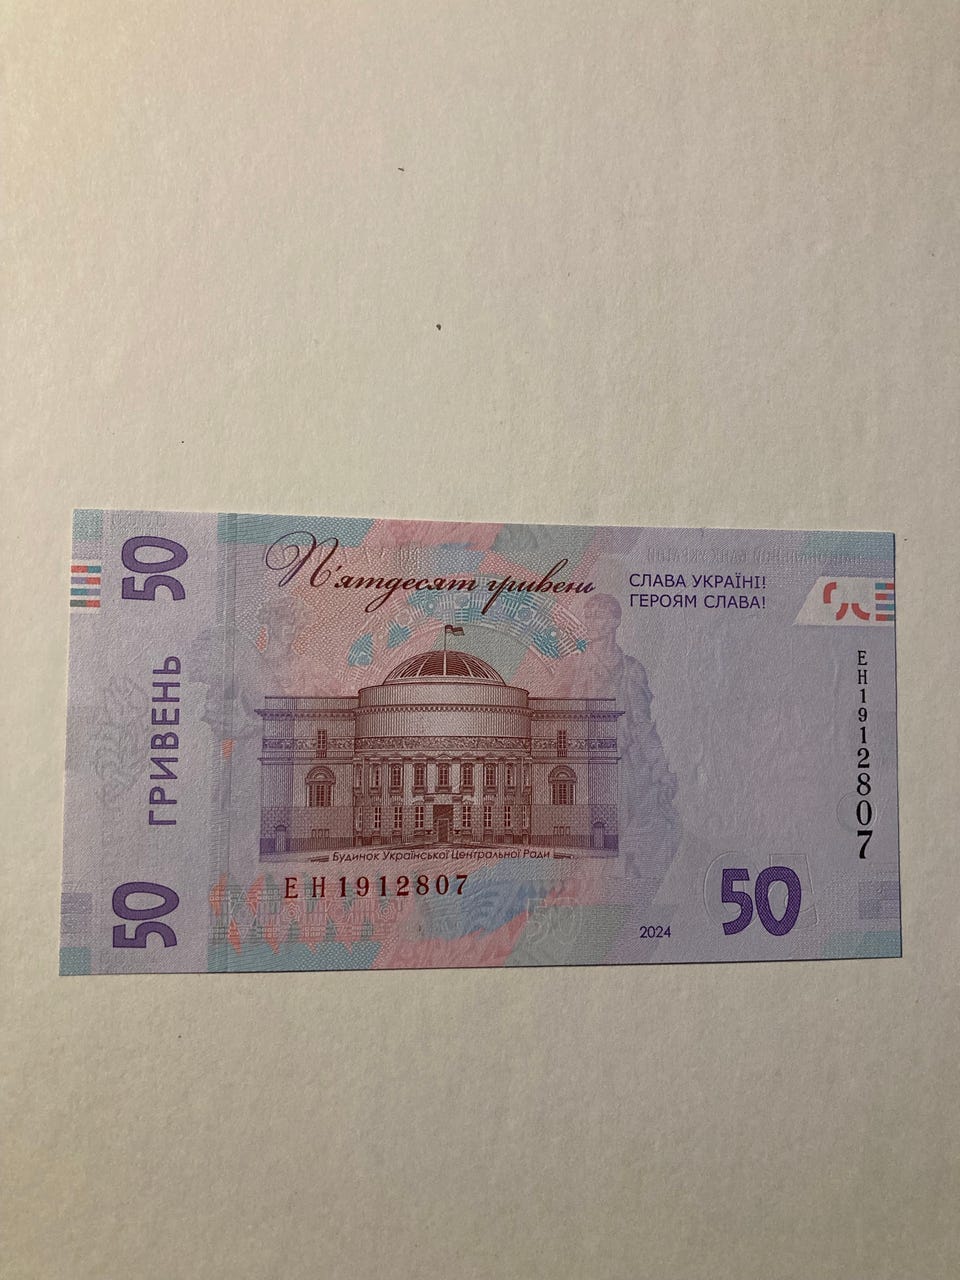 50
ГРИВЕНЬ
50
П'ятдесят гривень
СЛАВА УКРАЇНІ!
ГЕРОЯМ СЛАВА!
ЕН1912807
Будинок Української Центральної Ради
ЕН1912807
2024
50